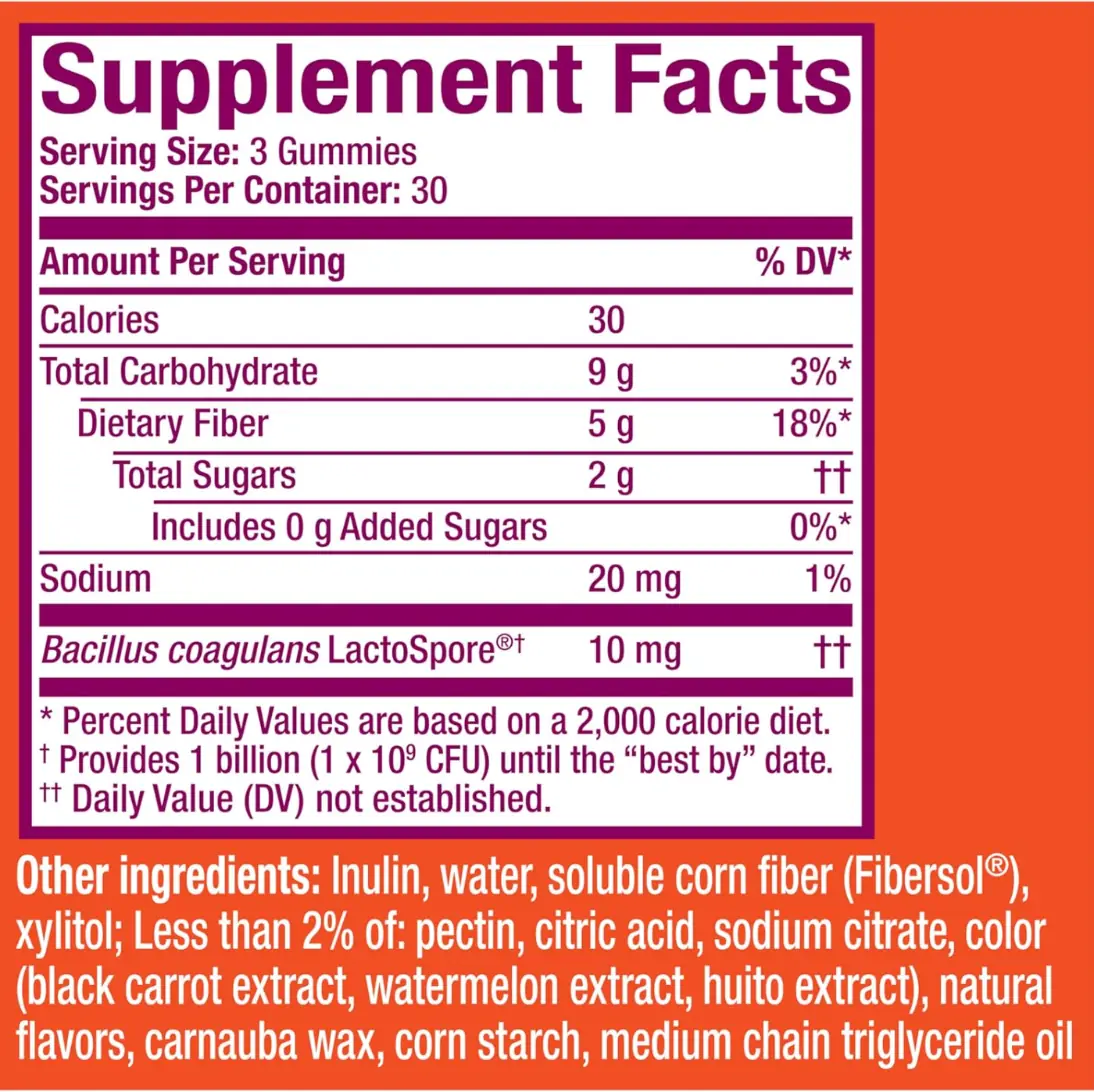 Supplement Facts
Serving Size: 3 Gummies
Servings Per Container: 30
Amount Per Serving % DV*
Calories 30
Total Carbohydrate 9 g 3%*
Dietary Fiber 5 g 18%*
Total Sugars 2 g ††
Includes 0 g Added Sugars 0%*
Sodium 20 mg 1%
Bacillus coagulans LactoSpore®† 10 mg ††
* Percent Daily Values are based on a 2,000 calorie diet.
† Provides 1 billion (1 x 10⁹ CFU) until the “best by” date.
†† Daily Value (DV) not established.
Other ingredients: Inulin, water, soluble corn fiber (Fibersol®),
xylitol; Less than 2% of: pectin, citric acid, sodium citrate, color
(black carrot extract, watermelon extract, huito extract), natural
flavors, carnauba wax, corn starch, medium chain triglyceride oil